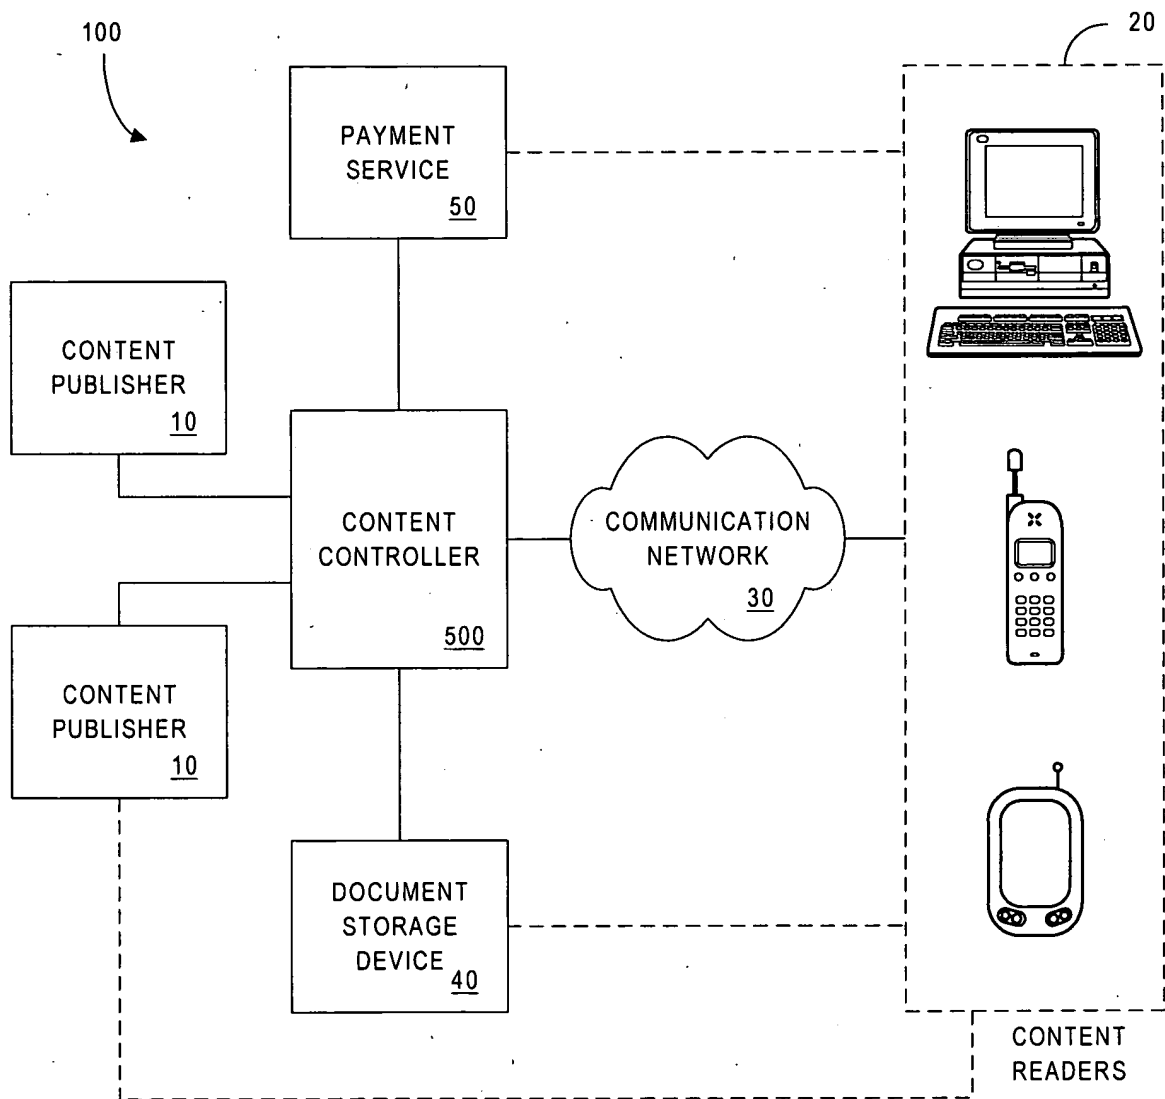 100
20
PAYMENT
SERVICE
50
CONTENT
PUBLISHER
10
CONTENT
CONTROLLER
500
COMMUNICATION
NETWORK
30
CONTENT
PUBLISHER
10
DOCUMENT
STORAGE
DEVICE
40
CONTENT
READERS